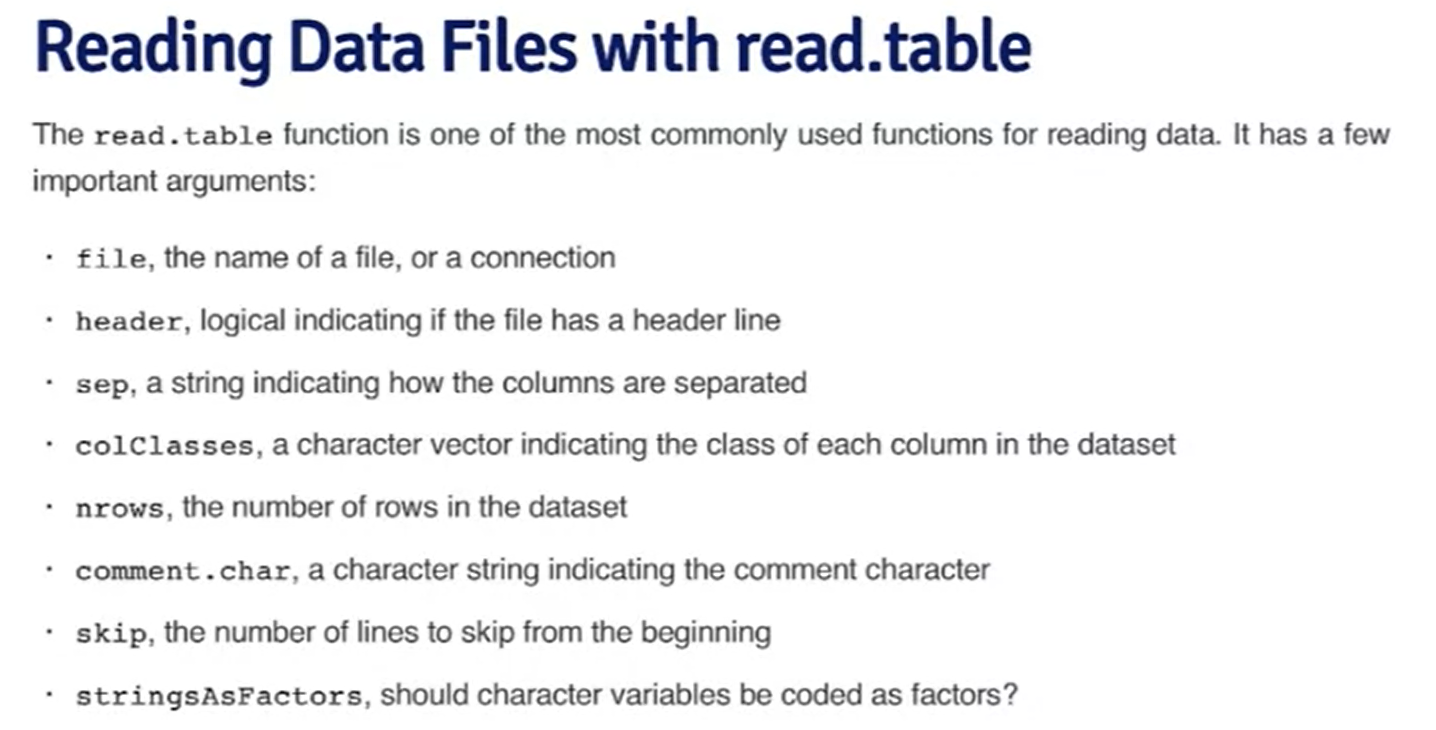 Reading Data Files with read.table
The read.table function is one of the most commonly used functions for reading data. It has a few
important arguments:
· file, the name of a file, or a connection
· header, logical indicating if the file has a header line
· sep, a string indicating how the columns are separated
· colClasses, a character vector indicating the class of each column in the dataset
· nrows, the number of rows in the dataset
· comment.char, a character string indicating the comment character
· skip, the number of lines to skip from the beginning
· stringsAsFactors, should character variables be coded as factors?